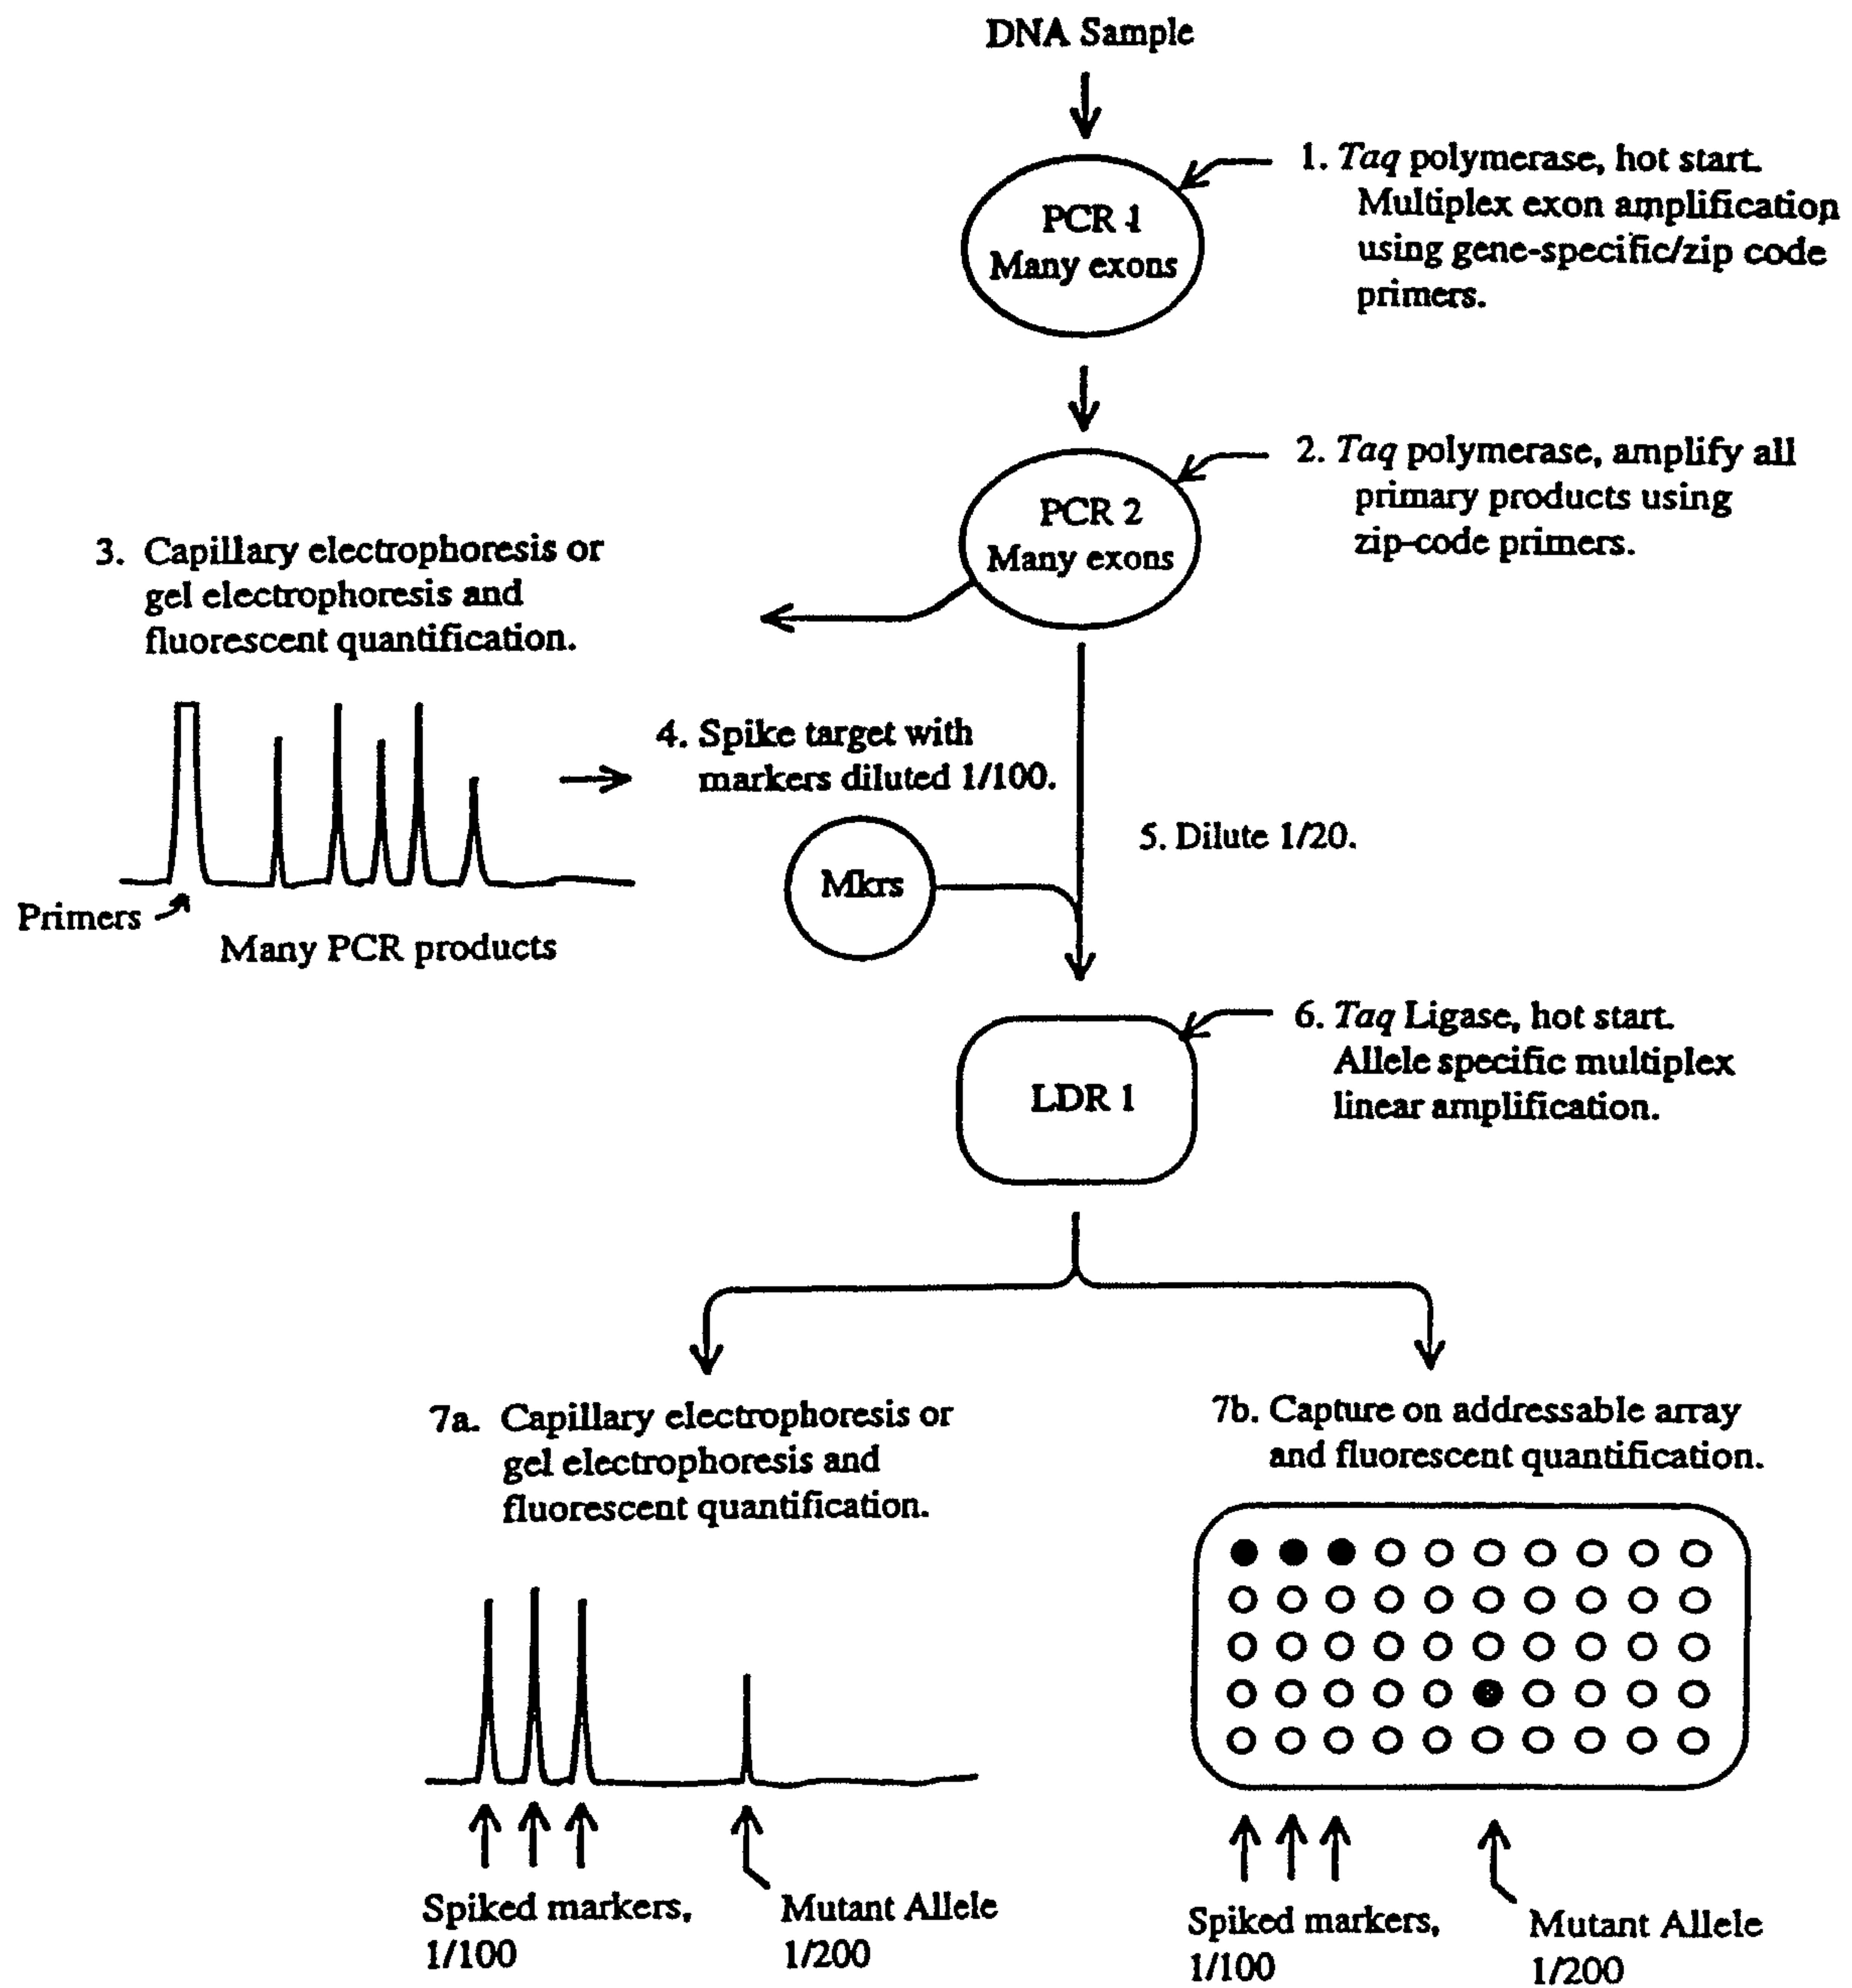 DNA Sample
1. Taq polymerase, hot start.
Multiplex exon amplification
using gene-specific/zip code
primers.
PCR 1
Many exons
2. Taq polymerase, amplify all
primary products using
zip-code primers.
PCR 2
Many exons
3. Capillary electrophoresis or
gel electrophoresis and
fluorescent quantification.
4. Spike target with
markers diluted 1/100.
5. Dilute 1/20.
Mkrs
Primers
Many PCR products
6. Taq Ligase, hot start.
Allele specific multiplex
linear amplification.
LDR 1
7a. Capillary electrophoresis or
gel electrophoresis and
fluorescent quantification.
7b. Capture on addressable array
and fluorescent quantification.
Spiked markers,
1/100
Mutant Allele
1/200
Spiked markers,
1/100
Mutant Allele
1/200